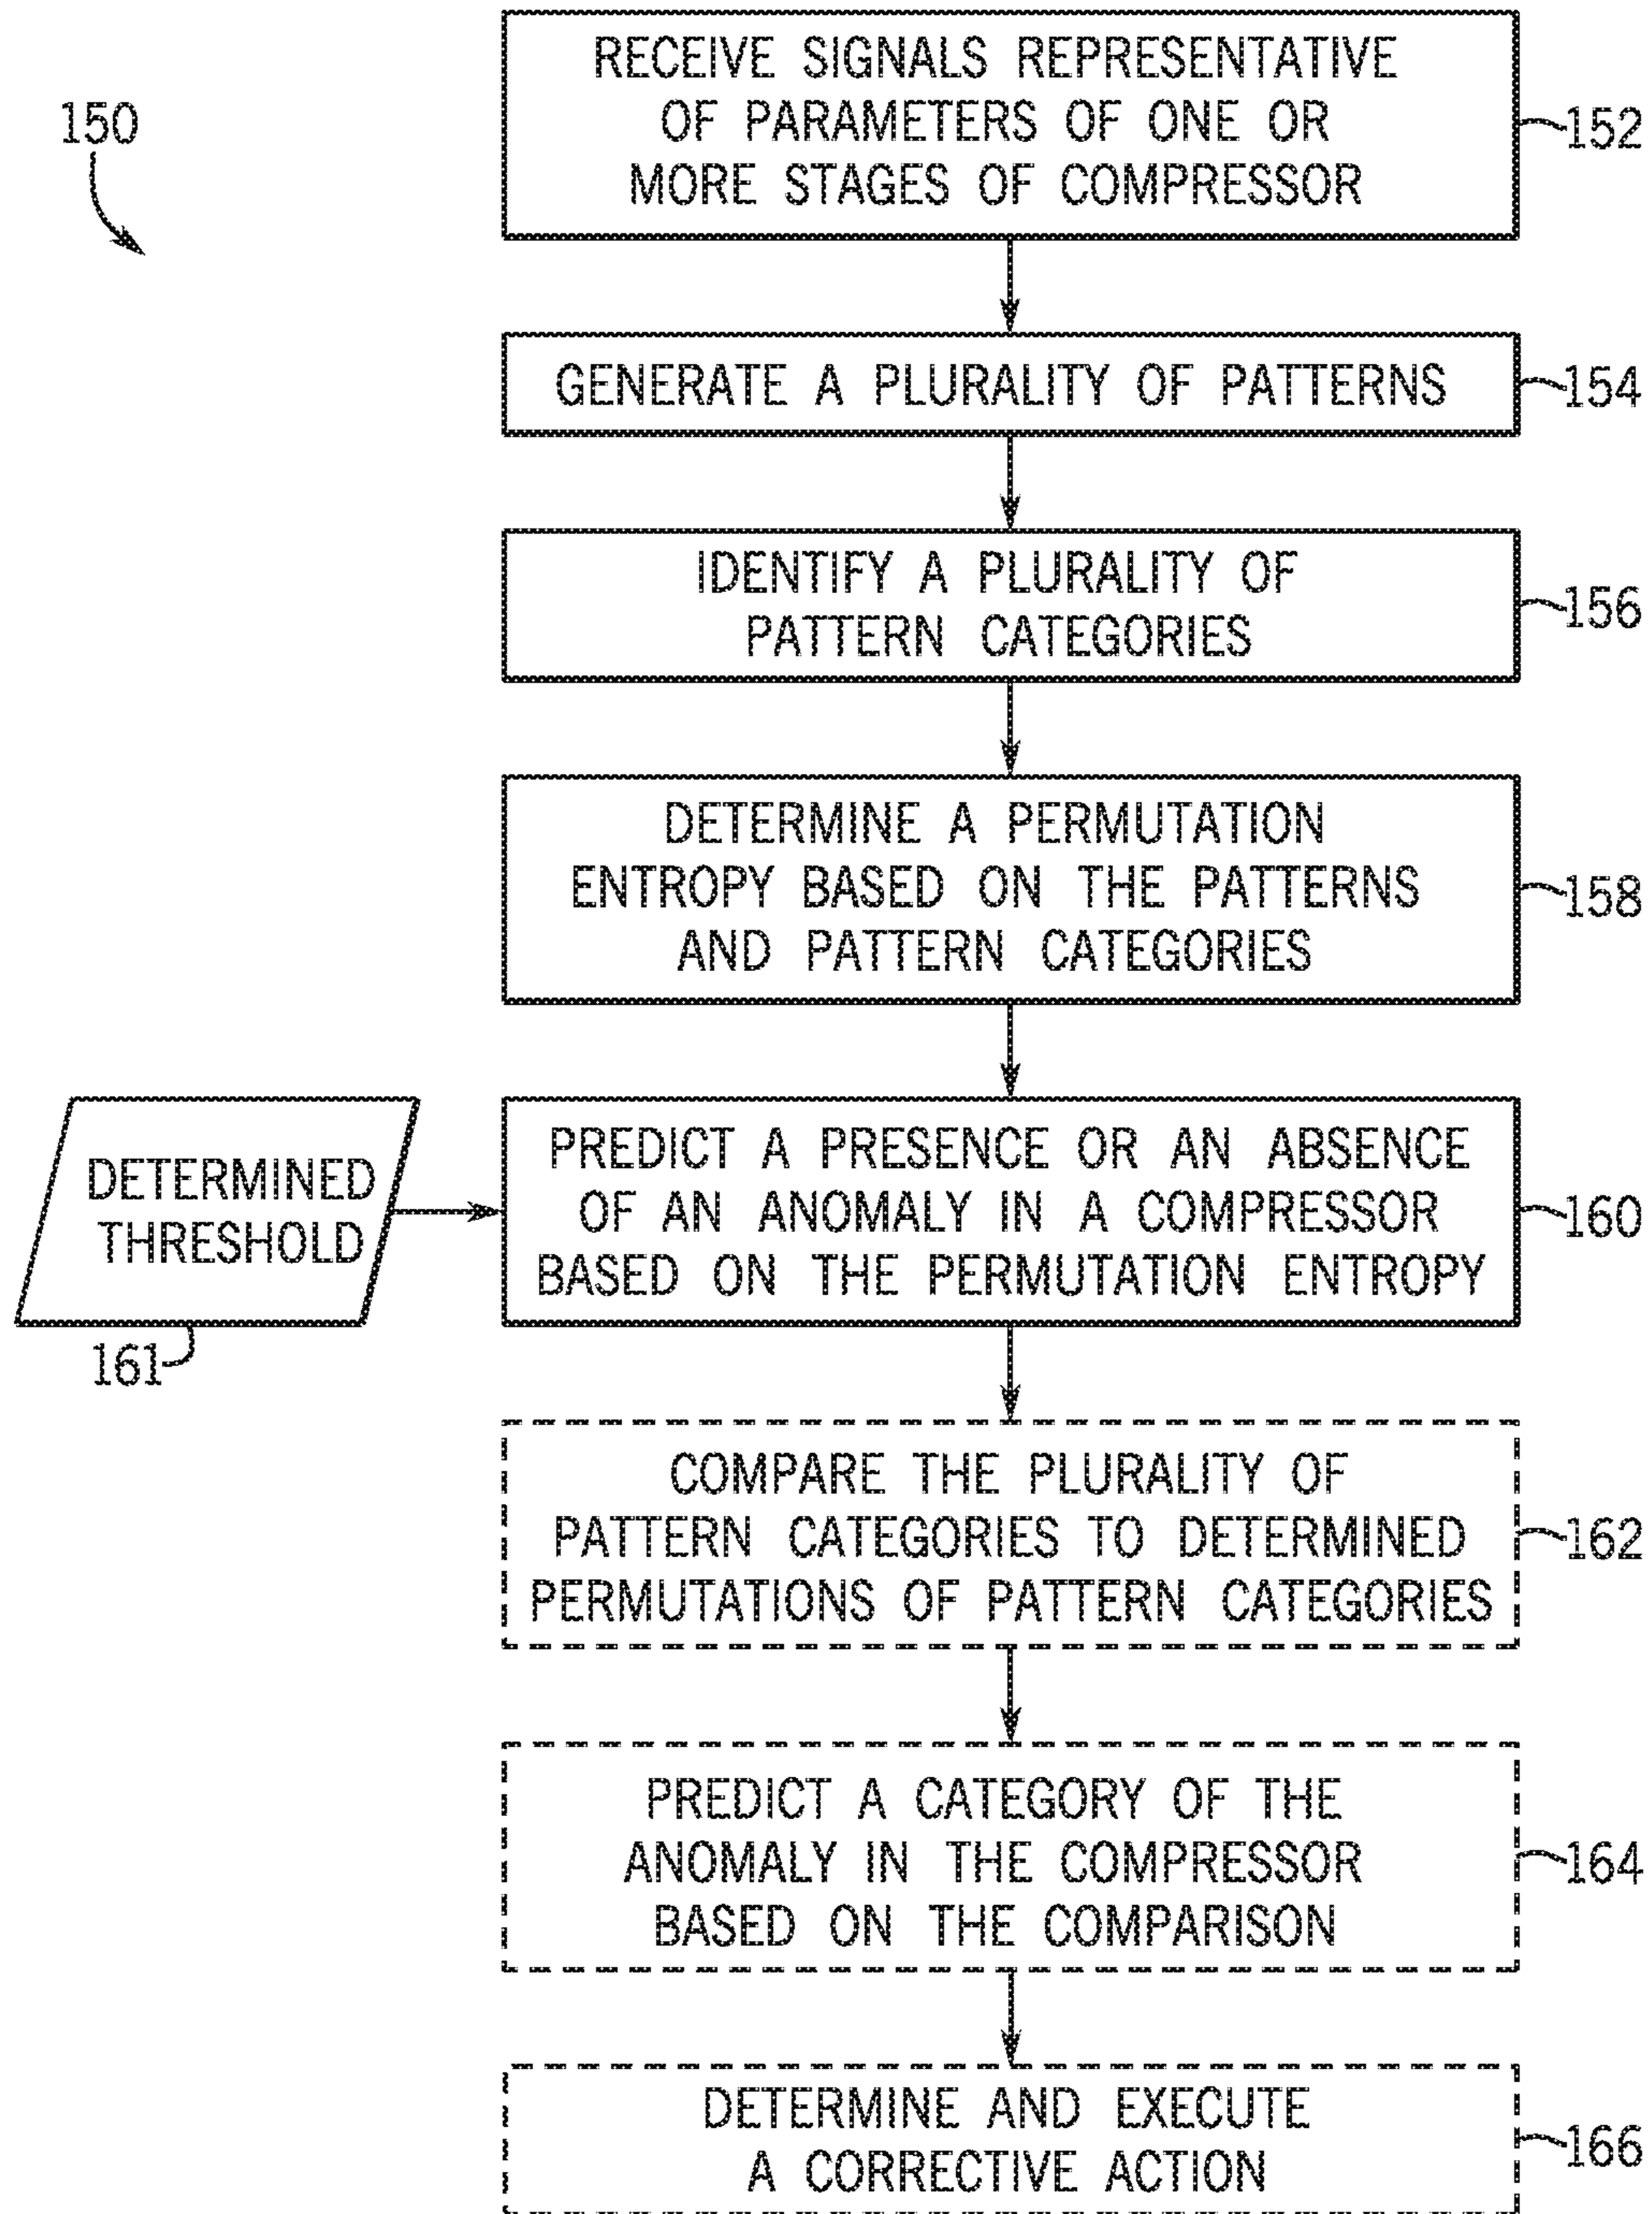 150
RECEIVE SIGNALS REPRESENTATIVE
OF PARAMETERS OF ONE OR
MORE STAGES OF COMPRESSOR
152
GENERATE A PLURALITY OF PATTERNS
154
IDENTIFY A PLURALITY OF
PATTERN CATEGORIES
156
DETERMINE A PERMUTATION
ENTROPY BASED ON THE PATTERNS
AND PATTERN CATEGORIES
158
DETERMINED
THRESHOLD
161
PREDICT A PRESENCE OR AN ABSENCE
OF AN ANOMALY IN A COMPRESSOR
BASED ON THE PERMUTATION ENTROPY
160
COMPARE THE PLURALITY OF
PATTERN CATEGORIES TO DETERMINED
PERMUTATIONS OF PATTERN CATEGORIES
162
PREDICT A CATEGORY OF THE
ANOMALY IN THE COMPRESSOR
BASED ON THE COMPARISON
164
DETERMINE AND EXECUTE
A CORRECTIVE ACTION
166